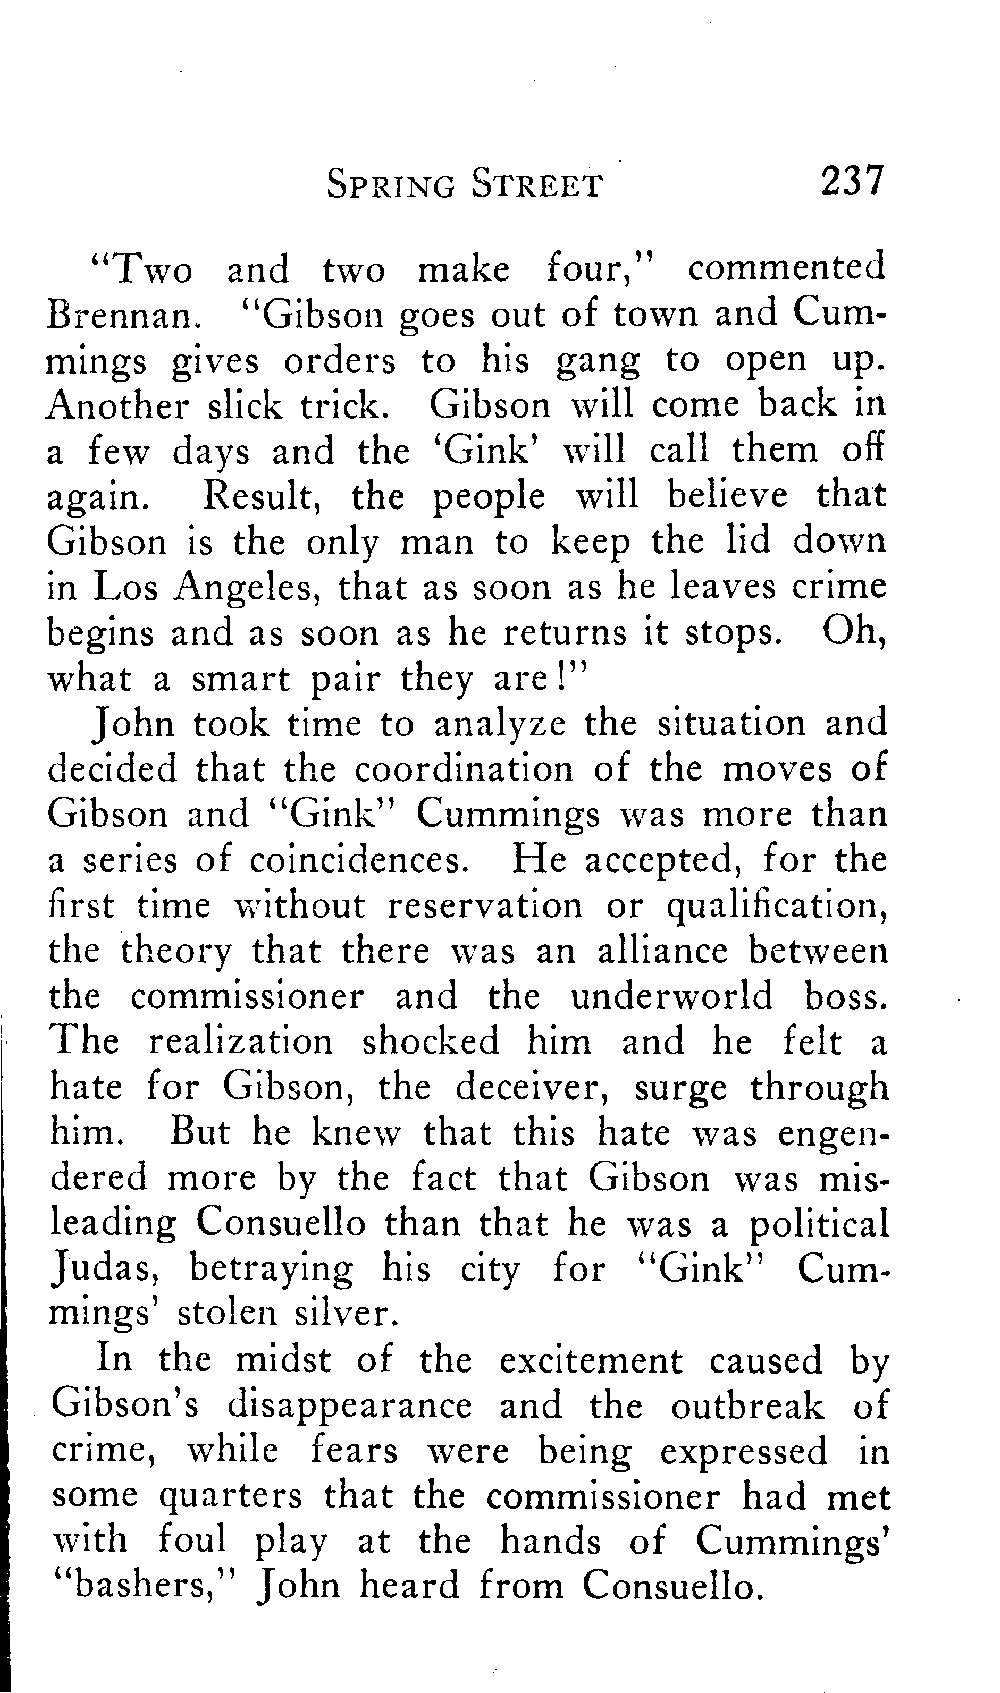 SPRING STREET 237
“Two and two make four,” commented
Brennan. “Gibson goes out of town and Cum-
mings gives orders to his gang to open up.
Another slick trick. Gibson will come back in
a few days and the ‘Gink’ will call them off
again. Result, the people will believe that
Gibson is the only man to keep the lid down
in Los Angeles, that as soon as he leaves crime
begins and as soon as he returns it stops. Oh,
what a smart pair they are!”
John took time to analyze the situation and
decided that the coordination of the moves of
Gibson and “Gink” Cummings was more than
a series of coincidences. He accepted, for the
first time without reservation or qualification,
the theory that there was an alliance between
the commissioner and the underworld boss.
The realization shocked him and he felt a
hate for Gibson, the deceiver, surge through
him. But he knew that this hate was engen-
dered more by the fact that Gibson was mis-
leading Consuello than that he was a political
Judas, betraying his city for “Gink” Cum-
mings’ stolen silver.
In the midst of the excitement caused by
Gibson’s disappearance and the outbreak of
crime, while fears were being expressed in
some quarters that the commissioner had met
with foul play at the hands of Cummings’
“bashers,” John heard from Consuello.